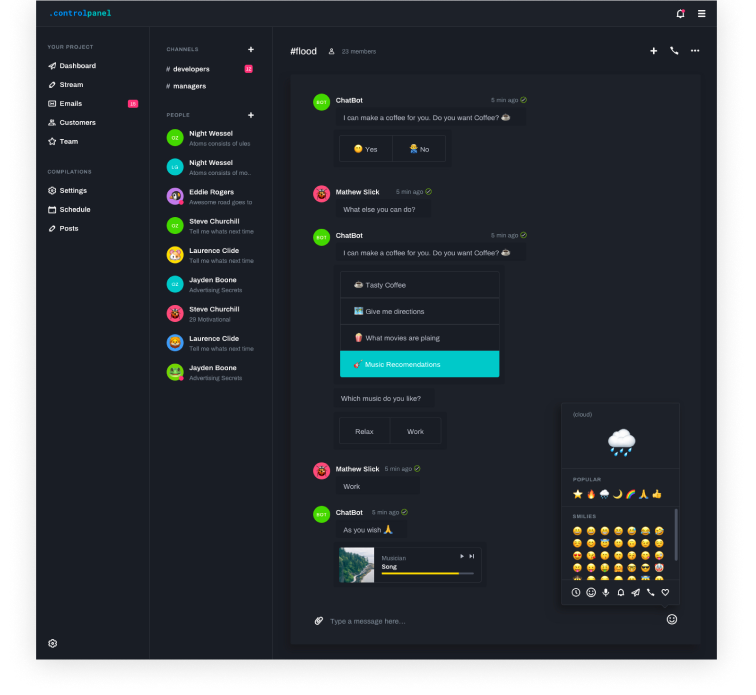 .controlpanel
YOUR PROJECT
Dashboard
Stream
Emails
Customers
Team
COMPILATIONS
Settings
Schedule
Posts
CHANNELS
# developers
# managers
PEOPLE
OZ Night Wessel
Atoms consists of uies
LG Night Wessel
Atoms consists of mo..
Eddie Rogers
Awesome road goes to
OZ Steve Churchill
Tell me whats next time
Laurence Clide
Tell me whats next time
UZ Jayden Boone
Advertising Secrets
Steve Churchill
29 Motivational
Laurence Clide
Tell me whats next time
Jayden Boone
Advertising Secrets
#flood 23 members
BOT ChatBot 5 min ago
I can make a coffee for you. Do you want Coffee? ☕
Yes No
Mathew Slick 5 min ago
What else you can do?
BOT ChatBot 5 min ago
I can make a coffee for you. Do you want Coffee? ☕
Tasty Coffee
Give me directions
What movies are plaing
Music Recomendations
Which music do you like?
Relax Work
Mathew Slick 5 min ago
Work
BOT ChatBot 5 min ago
As you wish 🙏
Musician
Song
Type a message here...
(cloud)
POPULAR
SMILIES